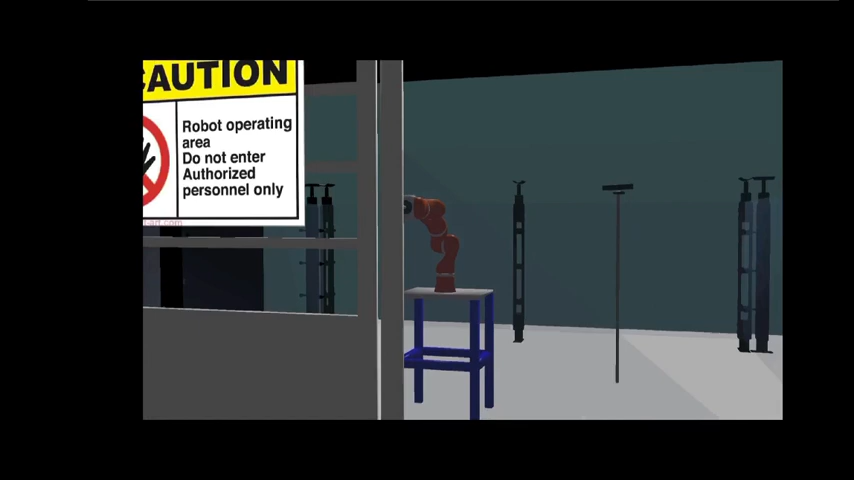 CAUTION
Robot operating
area
Do not enter
Authorized
personnel only